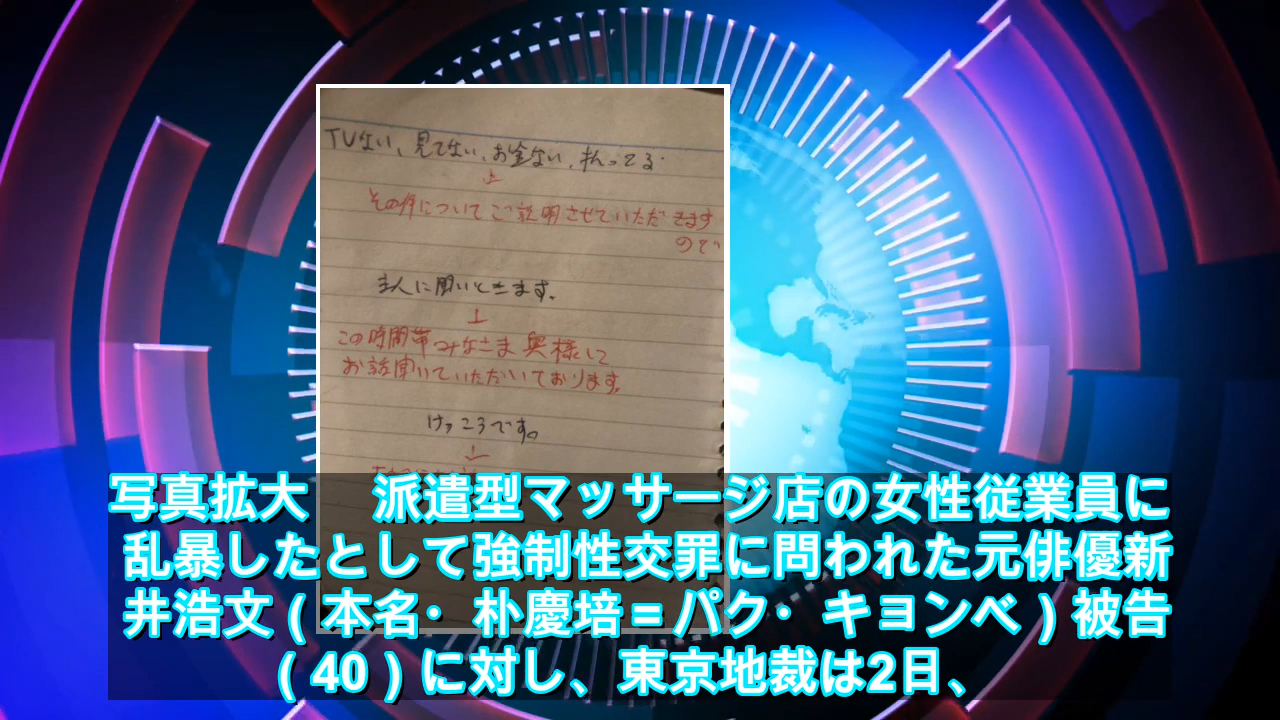 TVない、見てない、お金ない、払ってる
↓
その件についてご説明させていただきます
ので
主人に聞いときます。
↓
この時間帯みなさま奥様して
お話聞いていただいております。
けっこうです。
↓
写真拡大　派遣型マッサージ店の女性従業員に
乱暴したとして強制性交罪に問われた元俳優新
井浩文(本名・朴慶培=パク・キヨンベ)被告
(40)に対し、東京地裁は2日、